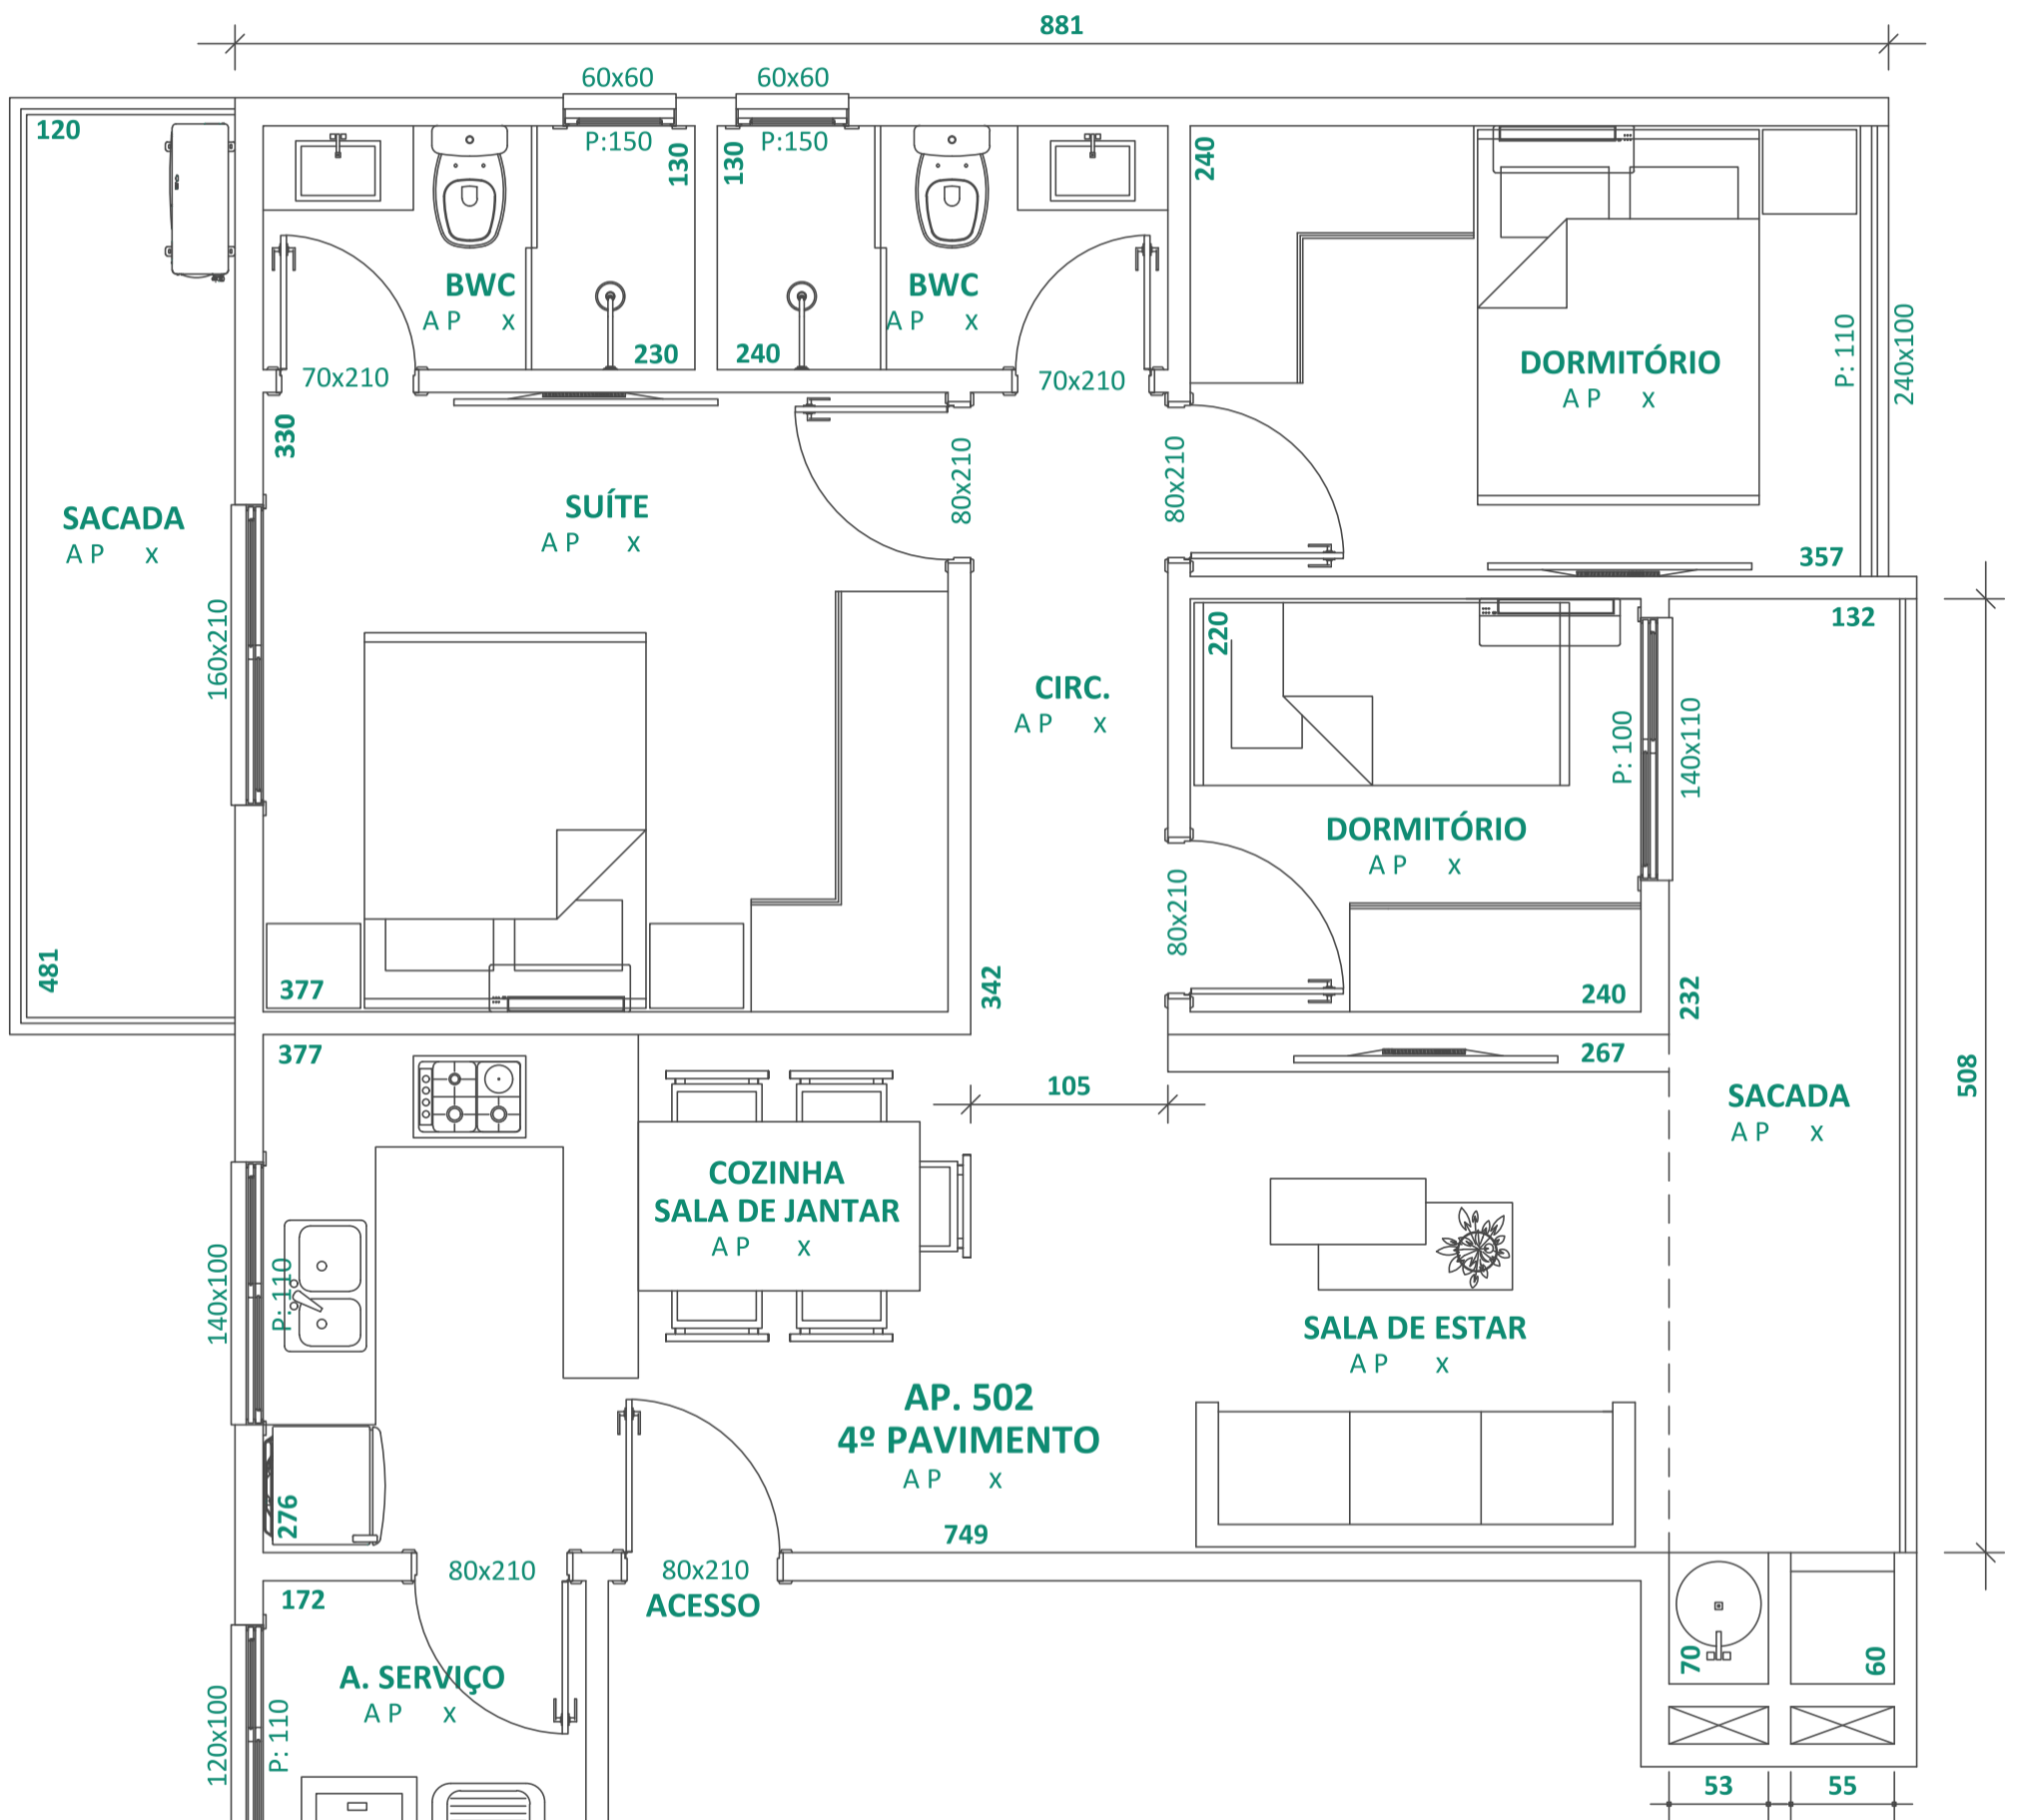 881
60x60
60x60
120
P:150
130
130
P:150
240
BWC
A P x
BWC
A P x
230
240
70x210
70x210
DORMITÓRIO
A P x
P: 110
240x100
330
80x210
80x210
SACADA
A P x
SUÍTE
A P x
357
132
160x210
220
CIRC.
A P x
P: 100
140x110
DORMITÓRIO
A P x
80x210
481
377
342
240
232
377
267
105
508
SACADA
A P x
COZINHA
SALA DE JANTAR
A P x
140x100
P: 110
SALA DE ESTAR
A P x
AP. 502
4º PAVIMENTO
A P x
276
749
80x210
80x210
ACESSO
172
A. SERVIÇO
A P x
70
60
120x100
P: 110
53
55